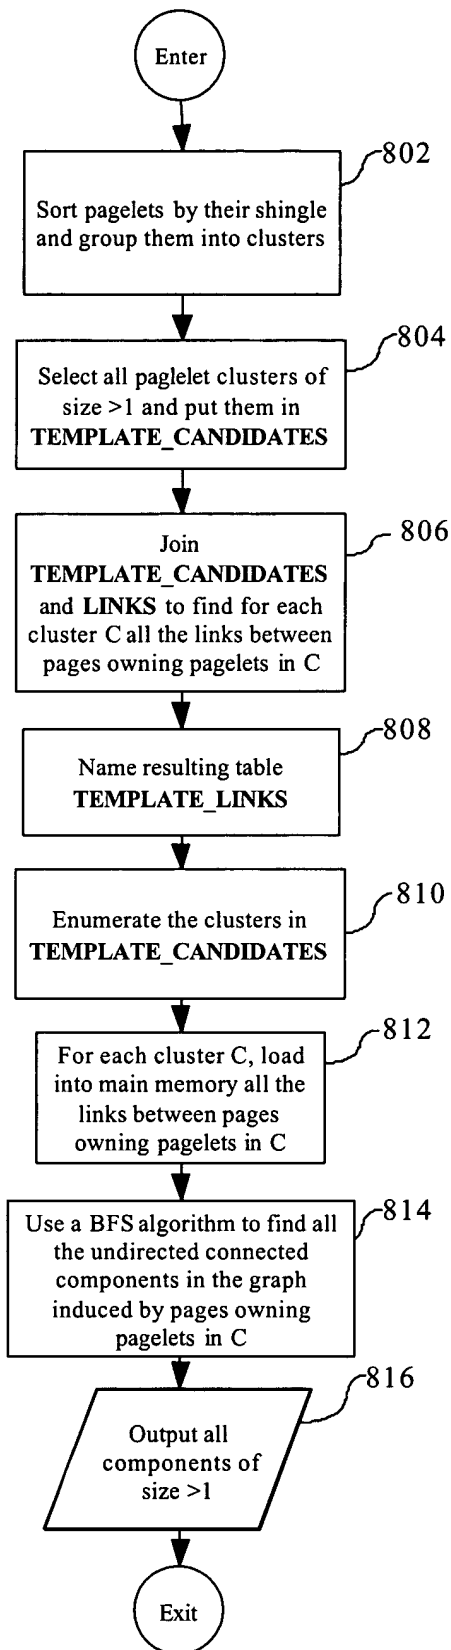 Enter
802
Sort pagelets by their shingle
and group them into clusters
804
Select all paglelet clusters of
size >1 and put them in
TEMPLATE_CANDIDATES
806
Join
TEMPLATE_CANDIDATES
and LINKS to find for each
cluster C all the links between
pages owning pagelets in C
808
Name resulting table
TEMPLATE_LINKS
810
Enumerate the clusters in
TEMPLATE_CANDIDATES
812
For each cluster C, load
into main memory all the
links between pages
owning pagelets in C
814
Use a BFS algorithm to find all
the undirected connected
components in the graph
induced by pages owning
pagelets in C
816
Output all
components of
size >1
Exit